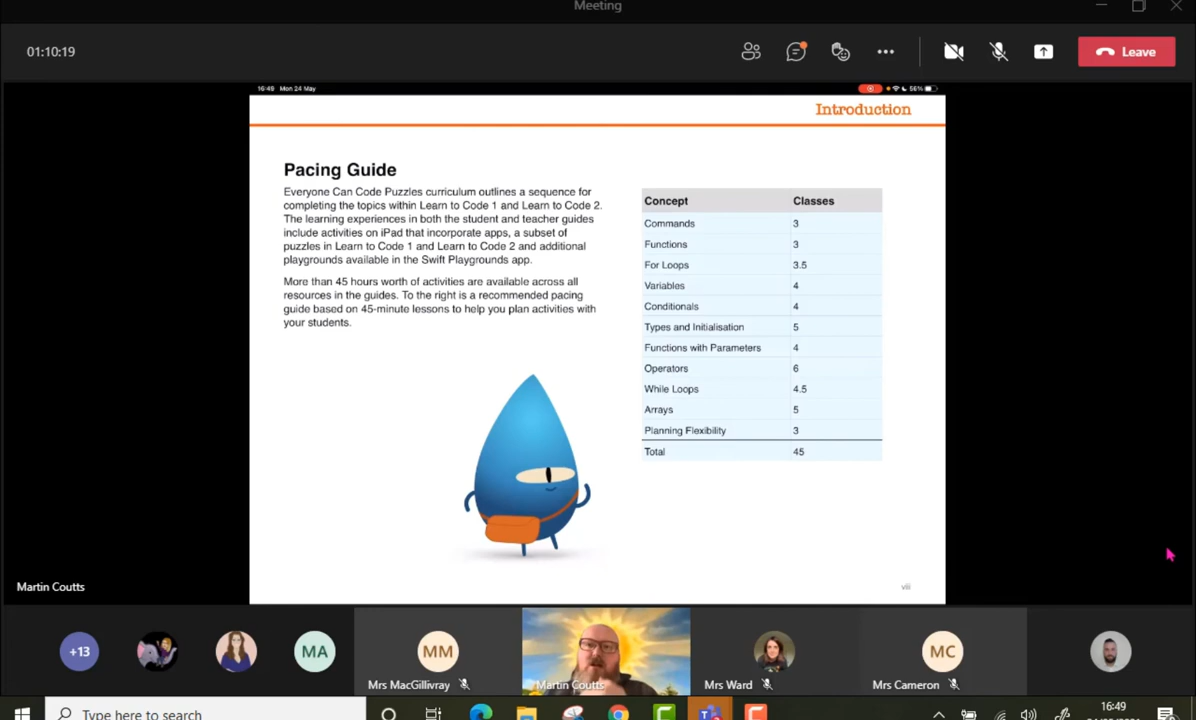 Meeting
01:10:19
Leave
16:49 Mon 24 May
56%
Introduction
Pacing Guide
Everyone Can Code Puzzles curriculum outlines a sequence for
completing the topics within Learn to Code 1 and Learn to Code 2.
The learning experiences in both the student and teacher guides
include activities on iPad that incorporate apps, a subset of
puzzles in Learn to Code 1 and Learn to Code 2 and additional
playgrounds available in the Swift Playgrounds app.
More than 45 hours worth of activities are available across all
resources in the guides. To the right is a recommended pacing
guide based on 45-minute lessons to help you plan activities with
your students.
Concept Classes
Commands 3
Functions 3
For Loops 3.5
Variables 4
Conditionals 4
Types and Initialisation 5
Functions with Parameters 4
Operators 6
While Loops 4.5
Arrays 5
Planning Flexibility 3
Total 45
vii
Martin Coutts
+13
MA
MM
MC
Mrs MacGillivray
Martin Coutts
Mrs Ward
Mrs Cameron
Type here to search
16:49